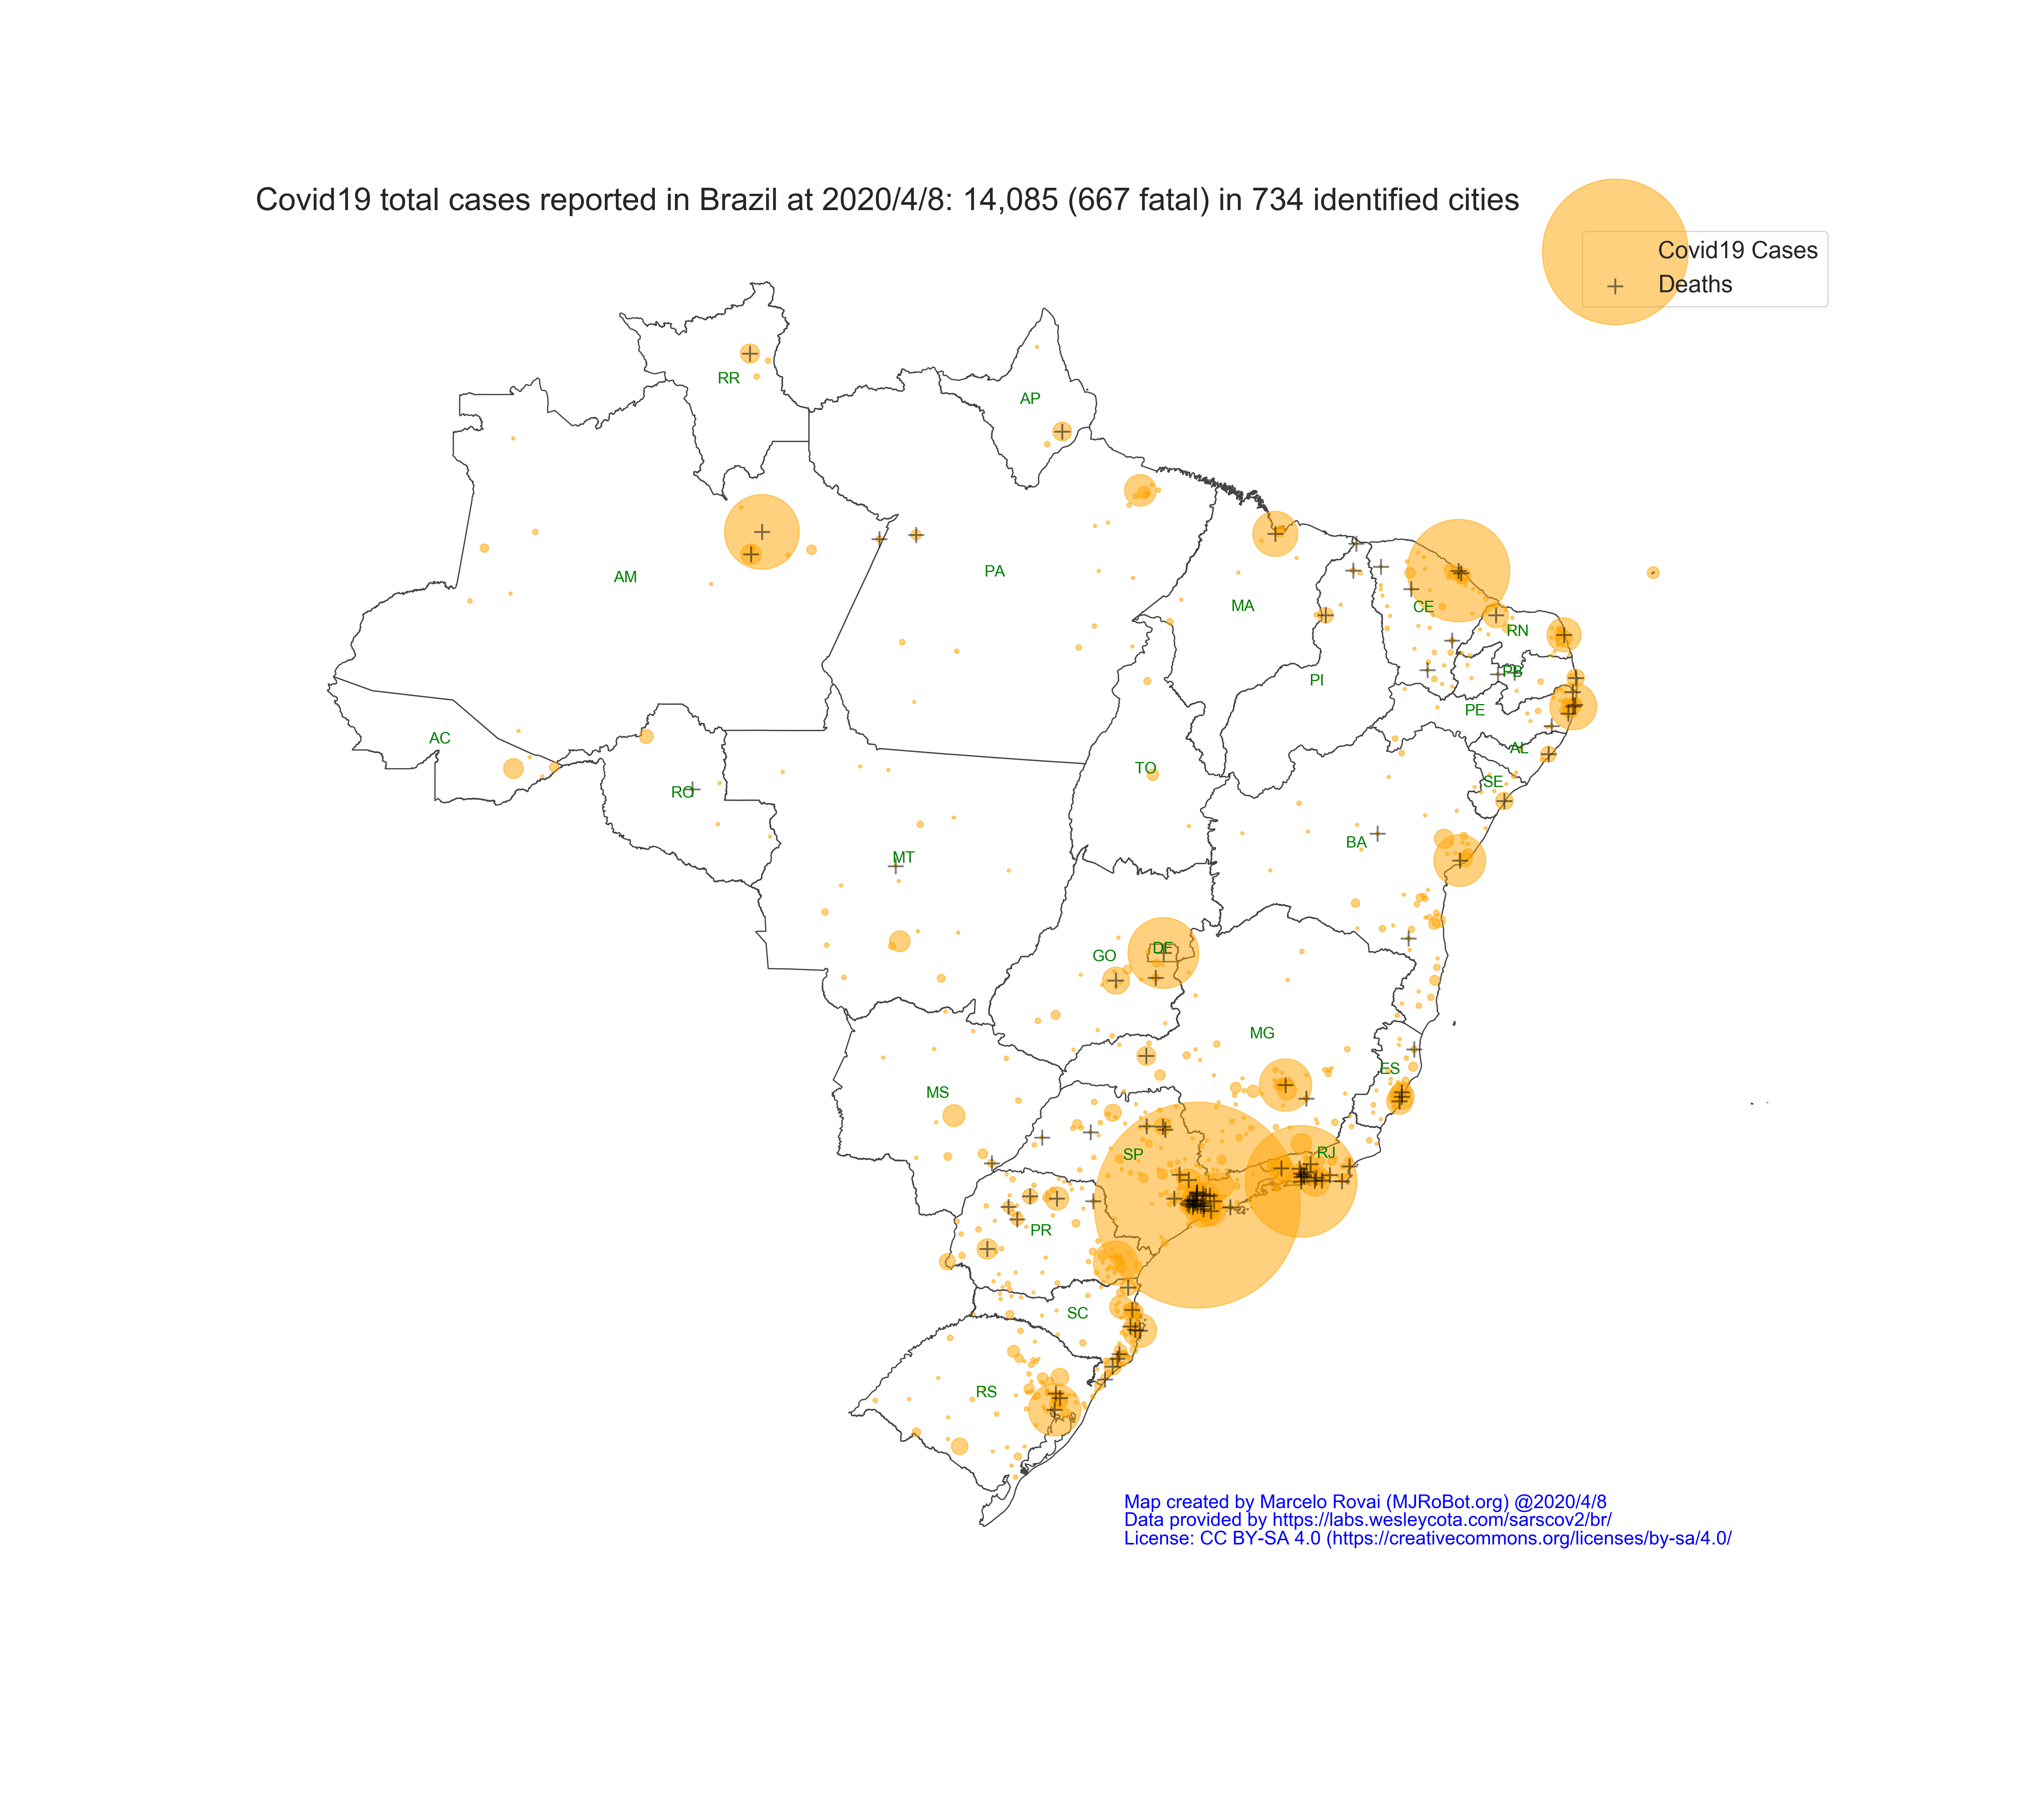 Covid19 total cases reported in Brazil at 2020/4/8: 14,085 (667 fatal) in 734 identified cities
Covid19 Cases
Deaths
RR
AP
AM
PA
MA
CE
RN
PB
PI
PE
AC
AL
TO
SE
RO
BA
MT
DF
GO
MG
ES
MS
RJ
SP
PR
SC
RS
Map created by Marcelo Rovai (MJRoBot.org) @2020/4/8
Data provided by https://labs.wesleycota.com/sarscov2/br/
License: CC BY-SA 4.0 (https://creativecommons.org/licenses/by-sa/4.0/